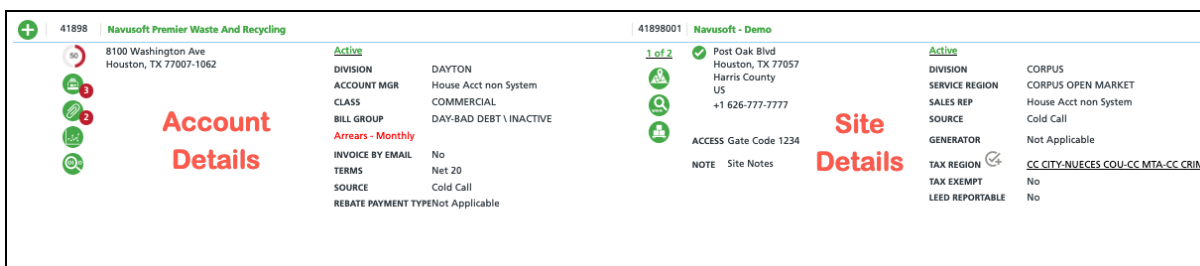 41898 Navusoft Premier Waste And Recycling
50
8100 Washington Ave
Houston, TX 77007-1062
3
2
Account
Details
Active
DIVISION DAYTON
ACCOUNT MGR House Acct non System
CLASS COMMERCIAL
BILL GROUP DAY-BAD DEBT \ INACTIVE
Arrears - Monthly
INVOICE BY EMAIL No
TERMS Net 20
SOURCE Cold Call
REBATE PAYMENT TYPE Not Applicable
41898001 Navusoft - Demo
1 of 2
Post Oak Blvd
Houston, TX 77057
Harris County
US
+1 626-777-7777
ACCESS Gate Code 1234
NOTE Site Notes
Site
Details
Active
DIVISION CORPUS
SERVICE REGION CORPUS OPEN MARKET
SALES REP House Acct non System
SOURCE Cold Call
GENERATOR Not Applicable
TAX REGION CC CITY-NUECES COU-CC MTA-CC CRIM
TAX EXEMPT No
LEED REPORTABLE No